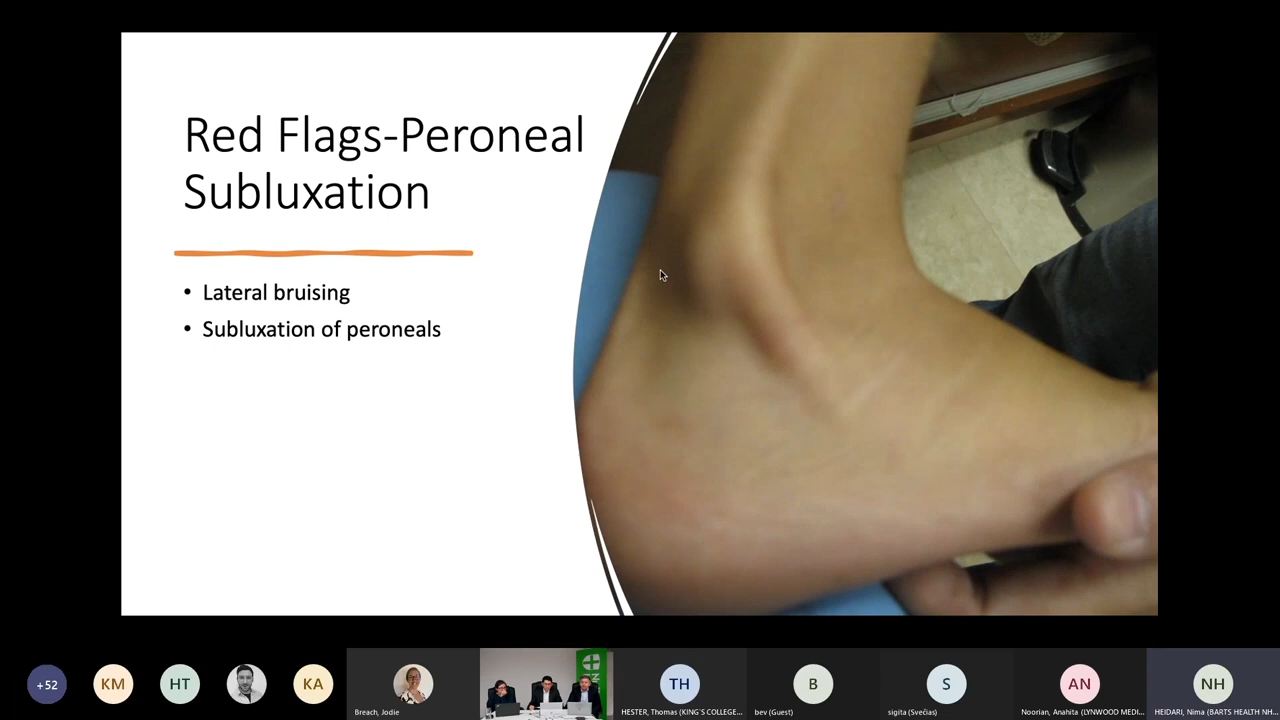 Red Flags-Peroneal
Subluxation
• Lateral bruising
• Subluxation of peroneals
+52
KM
HT
KA
Breach, Jodie
TH
HESTER, Thomas (KING'S COLLEGE...
B
bev (Guest)
S
sigita (Svečias)
AN
Noorian, Anahita (LYNWOOD MEDI...
NH
HEIDARI, Nima (BARTS HEALTH NH...